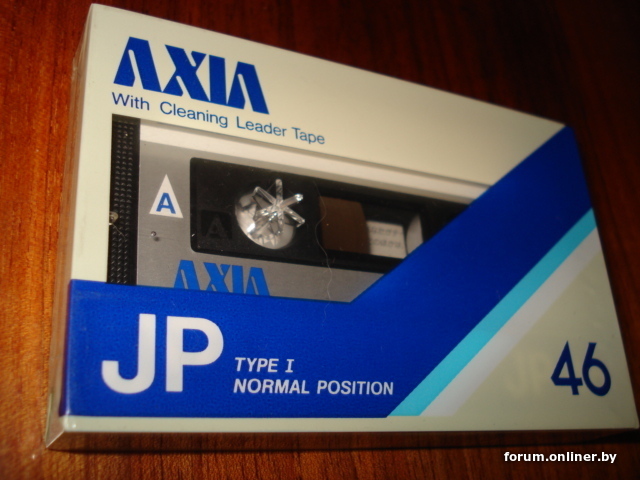 AXIA
With Cleaning Leader Tape
A
A
AXIA
JP
TYPE I
NORMAL POSITION
46
forum.onliner.by